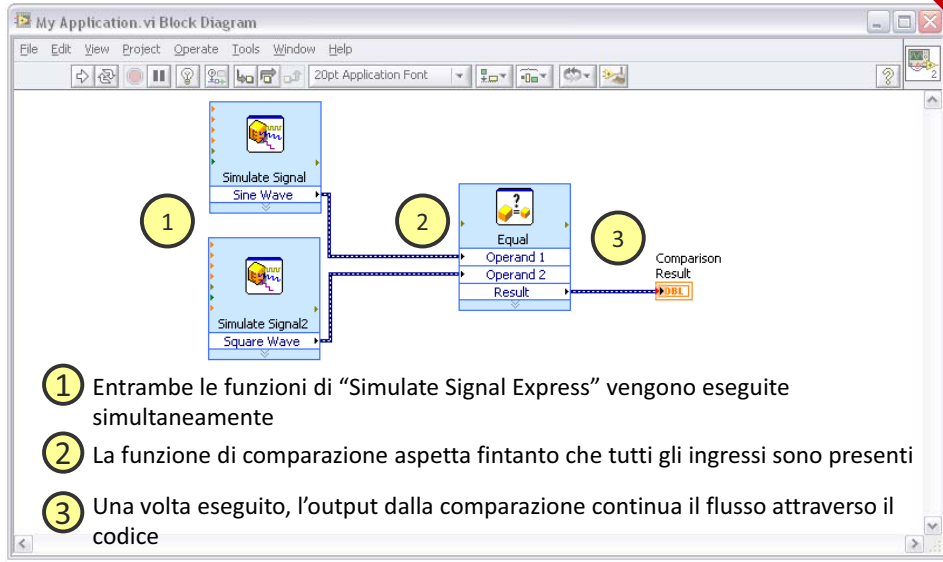 My Application.vi Block Diagram
File Edit View Project Operate Tools Window Help
20pt Application Font
2
Simulate Signal
Sine Wave
1
2
?
Equal
Operand 1
Operand 2
Result
3
Comparison
Result
DBL
Simulate Signal2
Square Wave
1 Entrambe le funzioni di “Simulate Signal Express” vengono eseguite
simultaneamente
2 La funzione di comparazione aspetta fintanto che tutti gli ingressi sono presenti
3 Una volta eseguito, l’output dalla comparazione continua il flusso attraverso il
codice